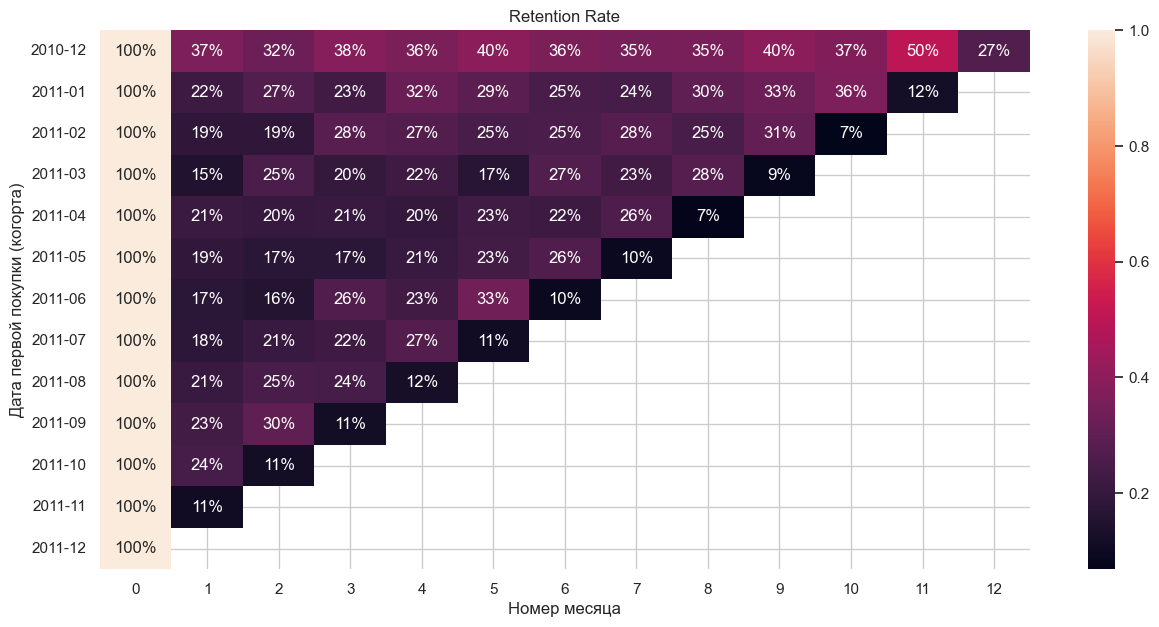 Retention Rate
2010-12 100% 37% 32% 38% 36% 40% 36% 35% 35% 40% 37% 50% 27%
2011-01 100% 22% 27% 23% 32% 29% 25% 24% 30% 33% 36% 12%
2011-02 100% 19% 19% 28% 27% 25% 25% 28% 25% 31% 7%
2011-03 100% 15% 25% 20% 22% 17% 27% 23% 28% 9%
2011-04 100% 21% 20% 21% 20% 23% 22% 26% 7%
2011-05 100% 19% 17% 17% 21% 23% 26% 10%
2011-06 100% 17% 16% 26% 23% 33% 10%
2011-07 100% 18% 21% 22% 27% 11%
2011-08 100% 21% 25% 24% 12%
2011-09 100% 23% 30% 11%
2011-10 100% 24% 11%
2011-11 100% 11%
2011-12 100%
0 1 2 3 4 5 6 7 8 9 10 11 12
Номер месяца
Дата первой покупки (когорта)
1.0
0.8
0.6
0.4
0.2